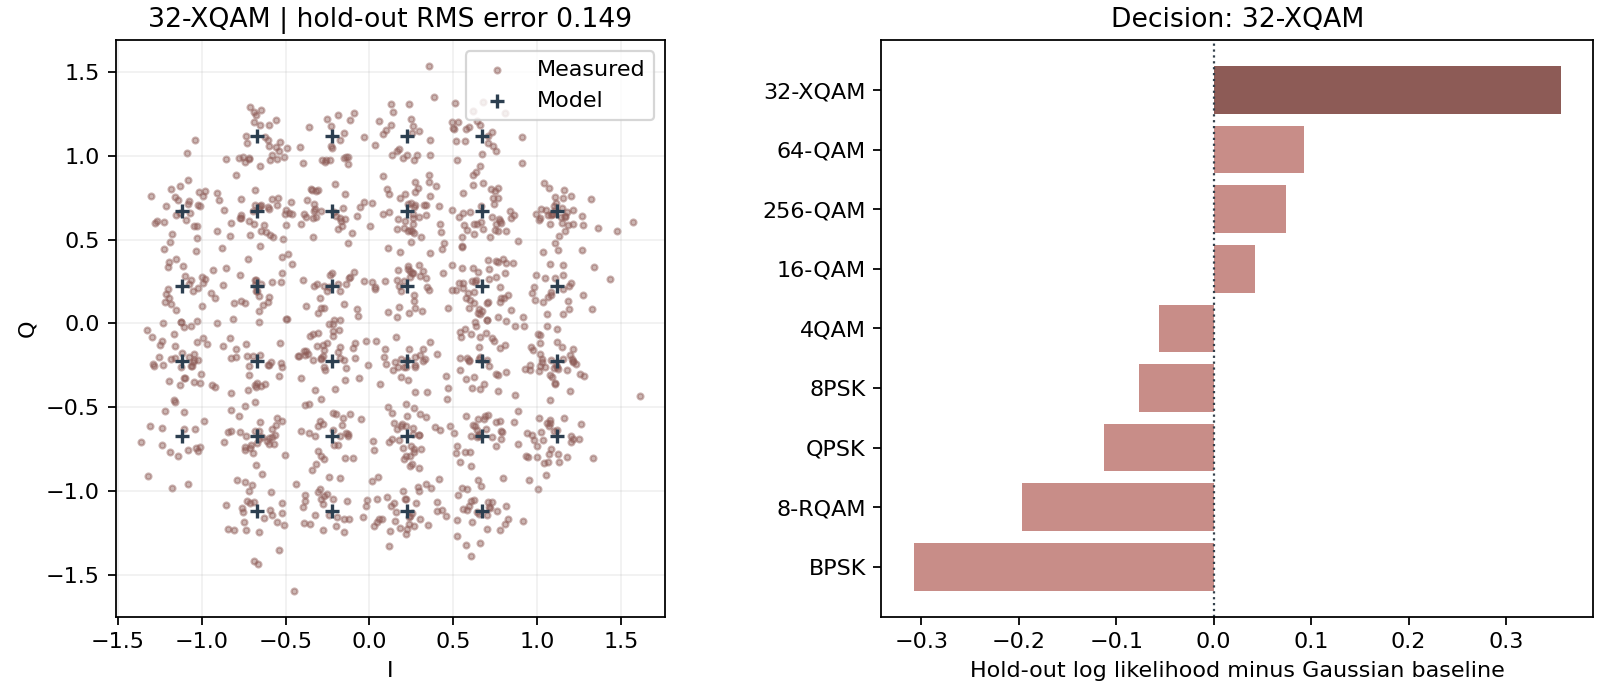 32-XQAM | hold-out RMS error 0.149
Measured
Model
1.5
1.0
0.5
0.0
−0.5
−1.0
−1.5
Q
−1.5 −1.0 −0.5 0.0 0.5 1.0 1.5
I
Decision: 32-XQAM
32-XQAM
64-QAM
256-QAM
16-QAM
4QAM
8PSK
QPSK
8-RQAM
BPSK
−0.3 −0.2 −0.1 0.0 0.1 0.2 0.3
Hold-out log likelihood minus Gaussian baseline